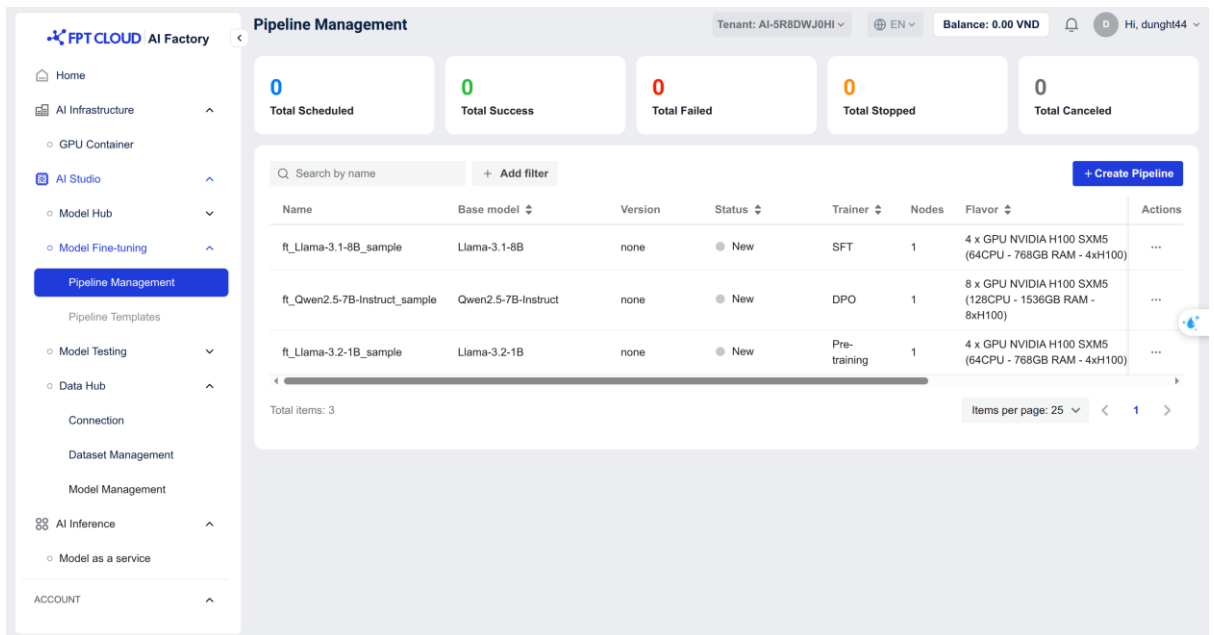 FPT CLOUD AI Factory
Home
AI Infrastructure
GPU Container
AI Studio
Model Hub
Model Fine-tuning
Pipeline Management
Pipeline Templates
Model Testing
Data Hub
Connection
Dataset Management
Model Management
AI Inference
Model as a service
ACCOUNT
Pipeline Management
Tenant: AI-5R8DWJ0HI
EN
Balance: 0.00 VND
D
Hi, dunght44
0
Total Scheduled
0
Total Success
0
Total Failed
0
Total Stopped
0
Total Canceled
Search by name
+ Add filter
+ Create Pipeline
Name Base model Version Status Trainer Nodes Flavor Actions
ft_Llama-3.1-8B_sample Llama-3.1-8B none New SFT 1 4 x GPU NVIDIA H100 SXM5
(64CPU - 768GB RAM - 4xH100)
...
ft_Qwen2.5-7B-Instruct_sample Qwen2.5-7B-Instruct none New DPO 1 8 x GPU NVIDIA H100 SXM5
(128CPU - 1536GB RAM -
8xH100)
...
ft_Llama-3.2-1B_sample Llama-3.2-1B none New Pre-
training
1 4 x GPU NVIDIA H100 SXM5
(64CPU - 768GB RAM - 4xH100)
...
Total items: 3
Items per page: 25
1